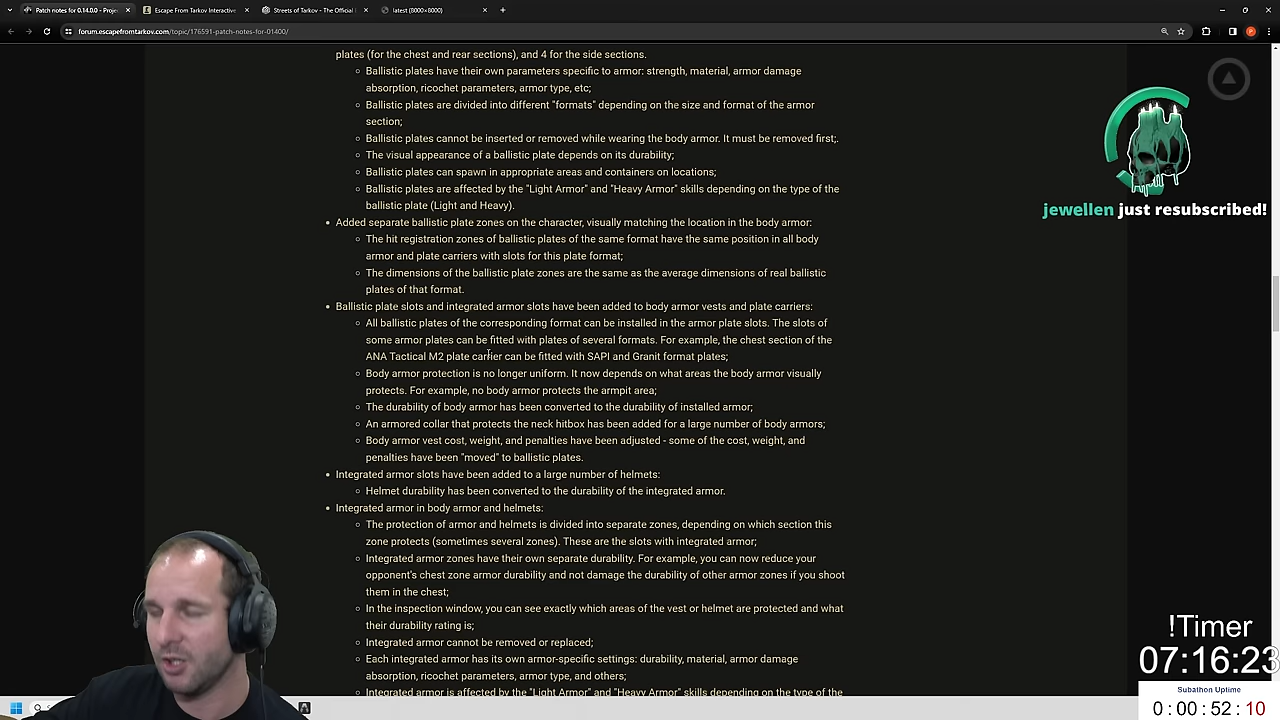 Patch notes for 0.14.0.0 - Proje
Escape From Tarkov Interactive
Streets of Tarkov - The Official
latest (8000×8000)
forum.escapefromtarkov.com/topic/176591-patch-notes-for-01400/
plates (for the chest and rear sections), and 4 for the side sections.
Ballistic plates have their own parameters specific to armor: strength, material, armor damage
absorption, ricochet parameters, armor type, etc;
Ballistic plates are divided into different "formats" depending on the size and format of the armor
section;
Ballistic plates cannot be inserted or removed while wearing the body armor. It must be removed first;.
The visual appearance of a ballistic plate depends on its durability;
Ballistic plates can spawn in appropriate areas and containers on locations;
Ballistic plates are affected by the "Light Armor" and "Heavy Armor" skills depending on the type of the
ballistic plate (Light and Heavy).
Added separate ballistic plate zones on the character, visually matching the location in the body armor:
The hit registration zones of ballistic plates of the same format have the same position in all body
armor and plate carriers with slots for this plate format;
The dimensions of the ballistic plate zones are the same as the average dimensions of real ballistic
plates of that format.
Ballistic plate slots and integrated armor slots have been added to body armor vests and plate carriers:
All ballistic plates of the corresponding format can be installed in the armor plate slots. The slots of
some armor plates can be fitted with plates of several formats. For example, the chest section of the
ANA Tactical M2 plate carrier can be fitted with SAPI and Granit format plates;
Body armor protection is no longer uniform. It now depends on what areas the body armor visually
protects. For example, no body armor protects the armpit area;
The durability of body armor has been converted to the durability of installed armor;
An armored collar that protects the neck hitbox has been added for a large number of body armors;
Body armor vest cost, weight, and penalties have been adjusted - some of the cost, weight, and
penalties have been "moved" to ballistic plates.
Integrated armor slots have been added to a large number of helmets:
Helmet durability has been converted to the durability of the integrated armor.
Integrated armor in body armor and helmets:
The protection of armor and helmets is divided into separate zones, depending on which section this
zone protects (sometimes several zones). These are the slots with integrated armor;
Integrated armor zones have their own separate durability. For example, you can now reduce your
opponent's chest zone armor durability and not damage the durability of other armor zones if you shoot
them in the chest;
In the inspection window, you can see exactly which areas of the vest or helmet are protected and what
their durability rating is;
Integrated armor cannot be removed or replaced;
Each integrated armor has its own armor-specific settings: durability, material, armor damage
absorption, ricochet parameters, armor type, and others;
Integrated armor is affected by the "Light Armor" and "Heavy Armor" skills depending on the type of the
jewellen just resubscribed!
!Timer
07:16:23
Subathon Uptime
0:00:52:10